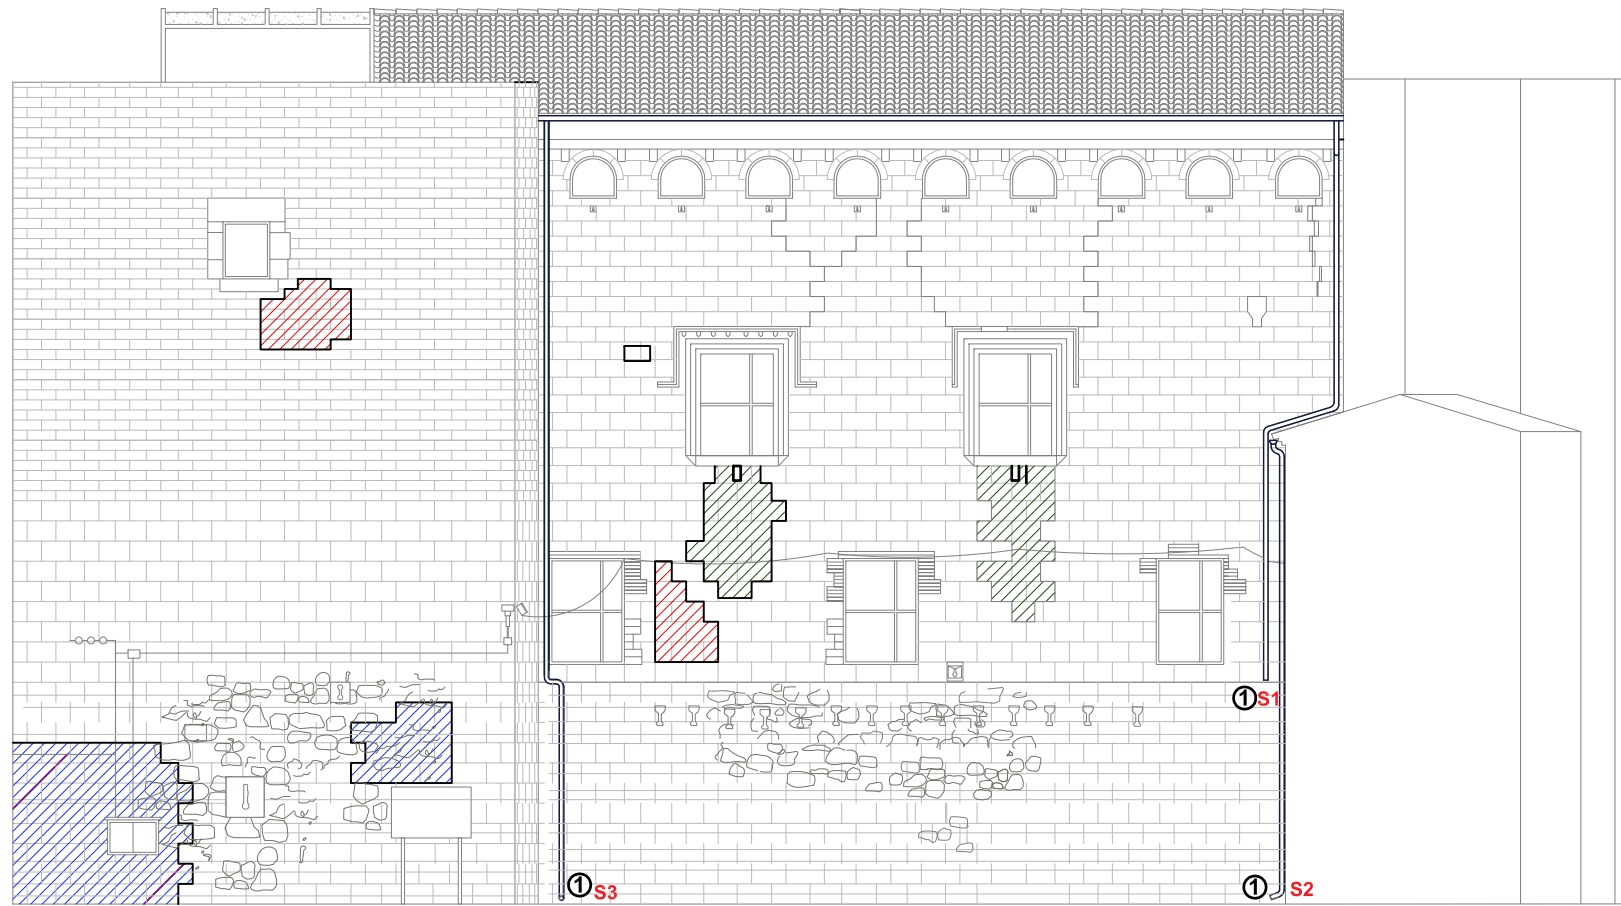 ① S1
① S3
① S2